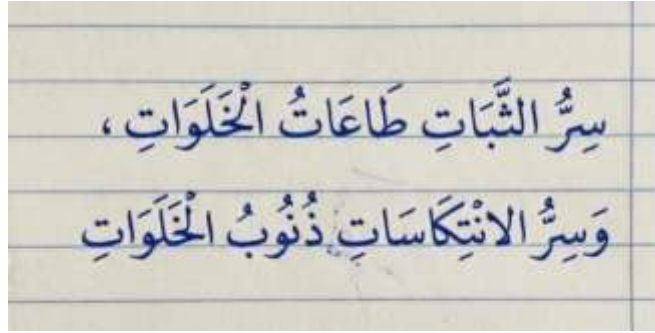 سِرُّ الثَّبَاتِ طَاعَاتُ الْخَلَوَاتِ ،
وَسِرُّ الانْتِكَاسَاتِ ذُنُوبُ الْخَلَوَاتِ